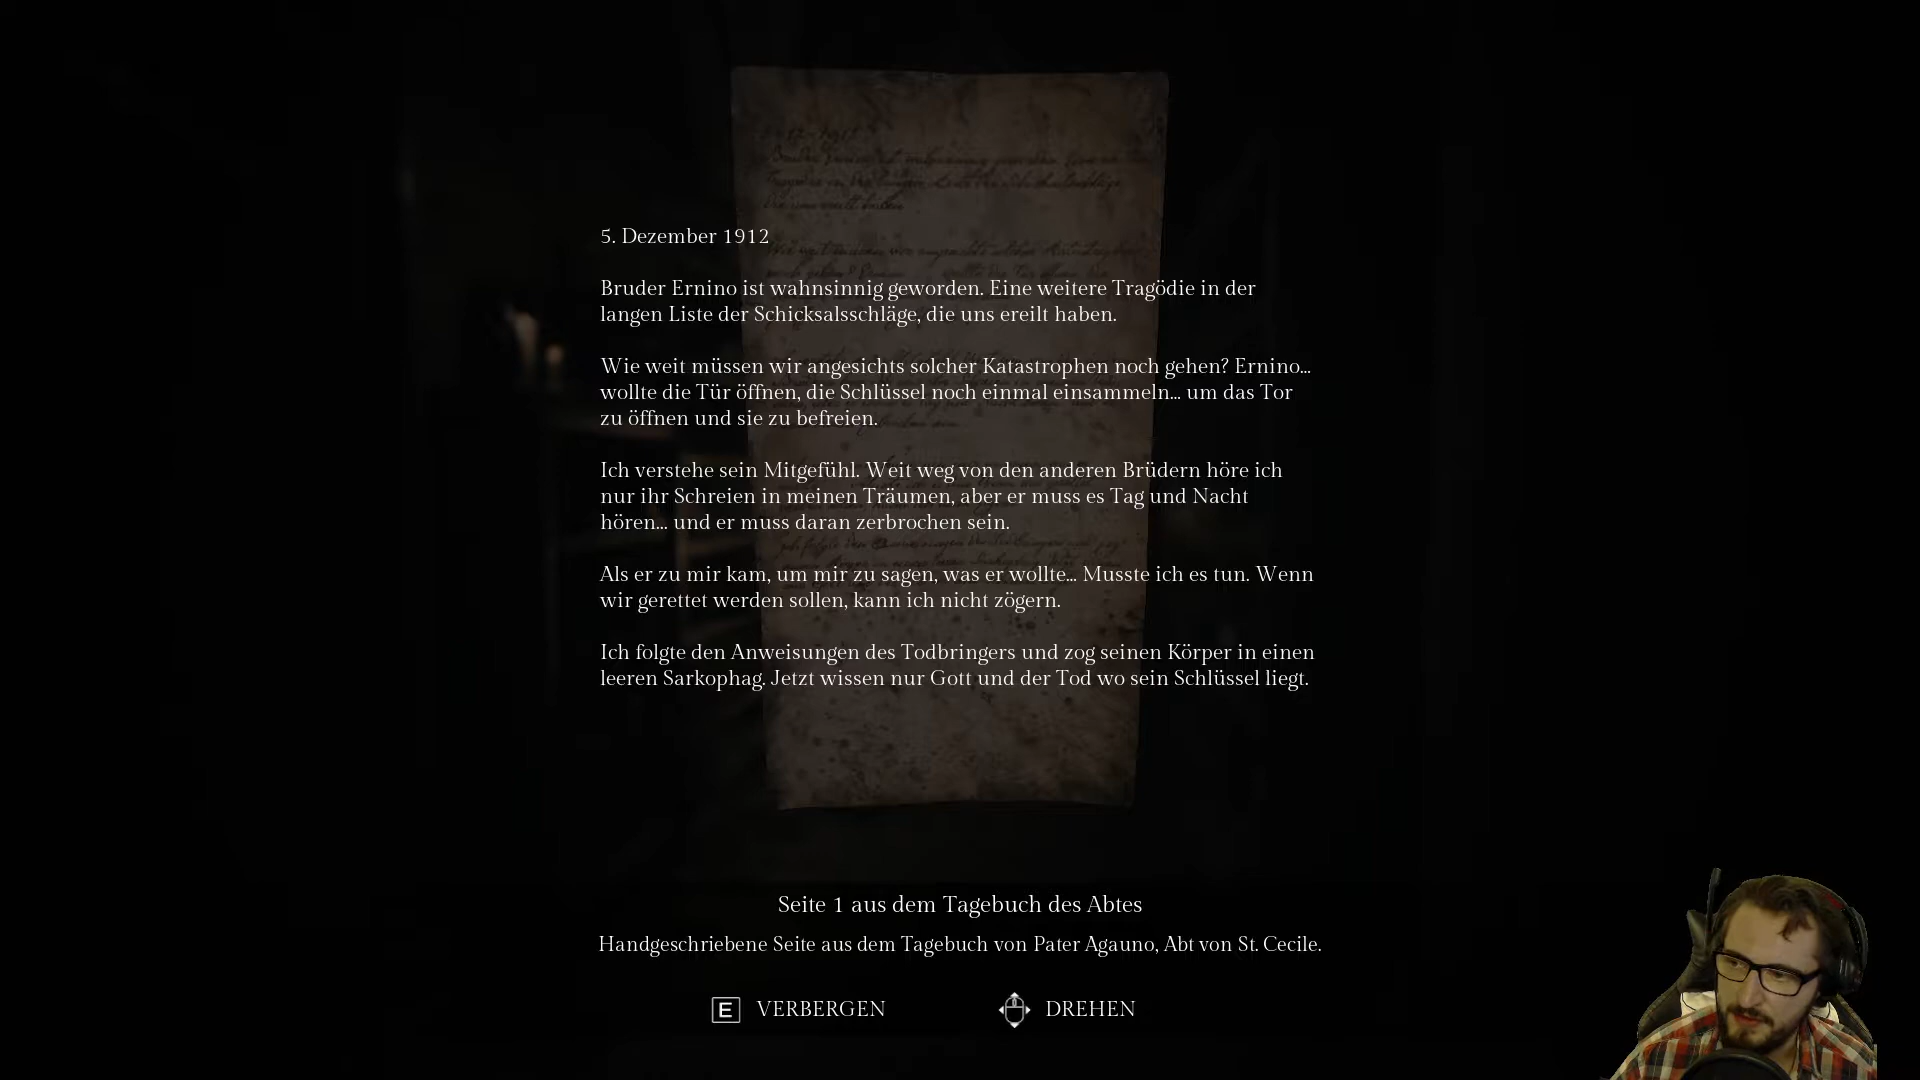 5. Dezember 1912
Bruder Ernino ist wahnsinnig geworden. Eine weitere Tragödie in der
langen Liste der Schicksalsschläge, die uns ereilt haben.
Wie weit müssen wir angesichts solcher Katastrophen noch gehen? Ernino...
wollte die Tür öffnen, die Schlüssel noch einmal einsammeln... um das Tor
zu öffnen und sie zu befreien.
Ich verstehe sein Mitgefühl. Weit weg von den anderen Brüdern höre ich
nur ihr Schreien in meinen Träumen, aber er muss es Tag und Nacht
hören... und er muss daran zerbrochen sein.
Als er zu mir kam, um mir zu sagen, was er wollte... Musste ich es tun. Wenn
wir gerettet werden sollen, kann ich nicht zögern.
Ich folgte den Anweisungen des Todbringers und zog seinen Körper in einen
leeren Sarkophag. Jetzt wissen nur Gott und der Tod wo sein Schlüssel liegt.
Seite 1 aus dem Tagebuch des Abtes
Handgeschriebene Seite aus dem Tagebuch von Pater Agauno, Abt von St. Cecile.
E VERBERGEN DREHEN